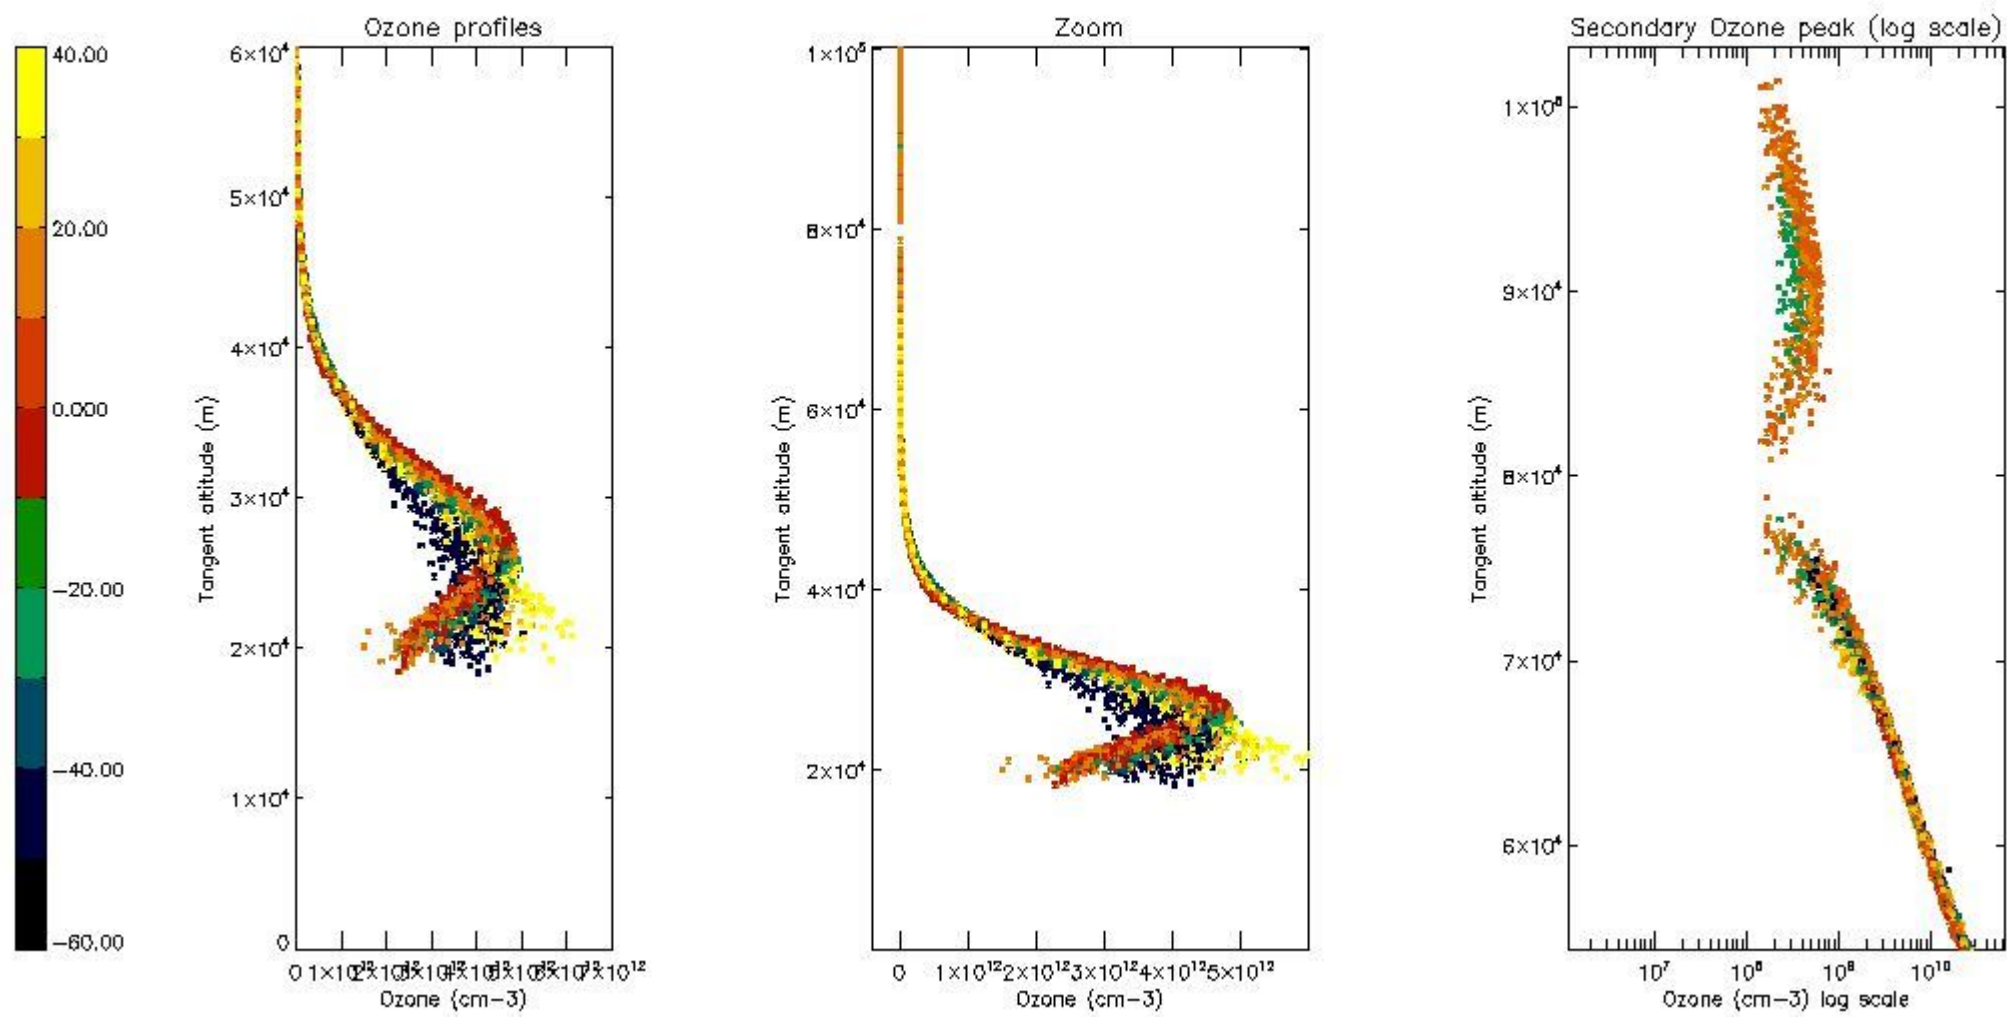 Ozone profiles
Zoom
Secondary Ozone peak (log scale)
40.00
20.00
0.000
−20.00
−40.00
−60.00
6×10⁴
5×10⁴
4×10⁴
3×10⁴
2×10⁴
1×10⁴
0
Tangent altitude (m)
0
Ozone (cm−3)
1×10⁵
8×10⁴
6×10⁴
4×10⁴
2×10⁴
Tangent altitude (m)
0 1×10¹² 2×10¹² 3×10¹² 4×10¹² 5×10¹²
Ozone (cm−3)
9×10⁴
8×10⁴
7×10⁴
6×10⁴
Tangent altitude (m)
10⁷ 10⁸ 10⁹ 10¹⁰
Ozone (cm−3) log scale